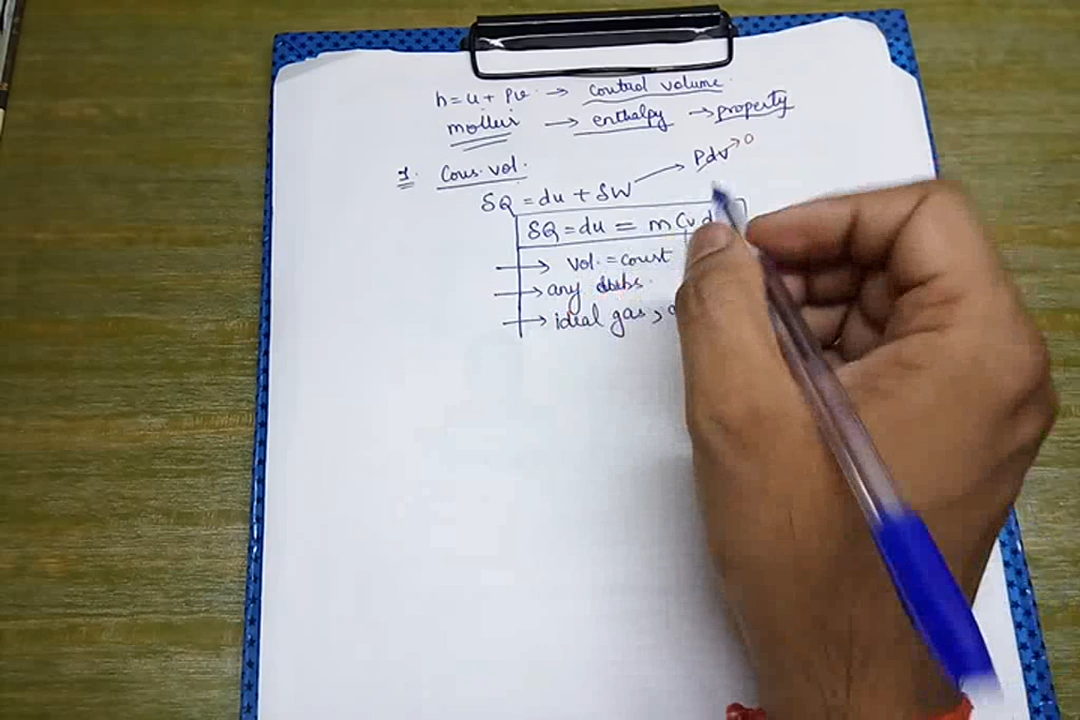 h = u + Pv. → control volume.
mollier → enthalpy → property
1. Cons. vol.
δQ = du + δW → Pdv → 0
δQ = du = m Cv d
→ vol. = const
→ any subs.
→ ideal gas,